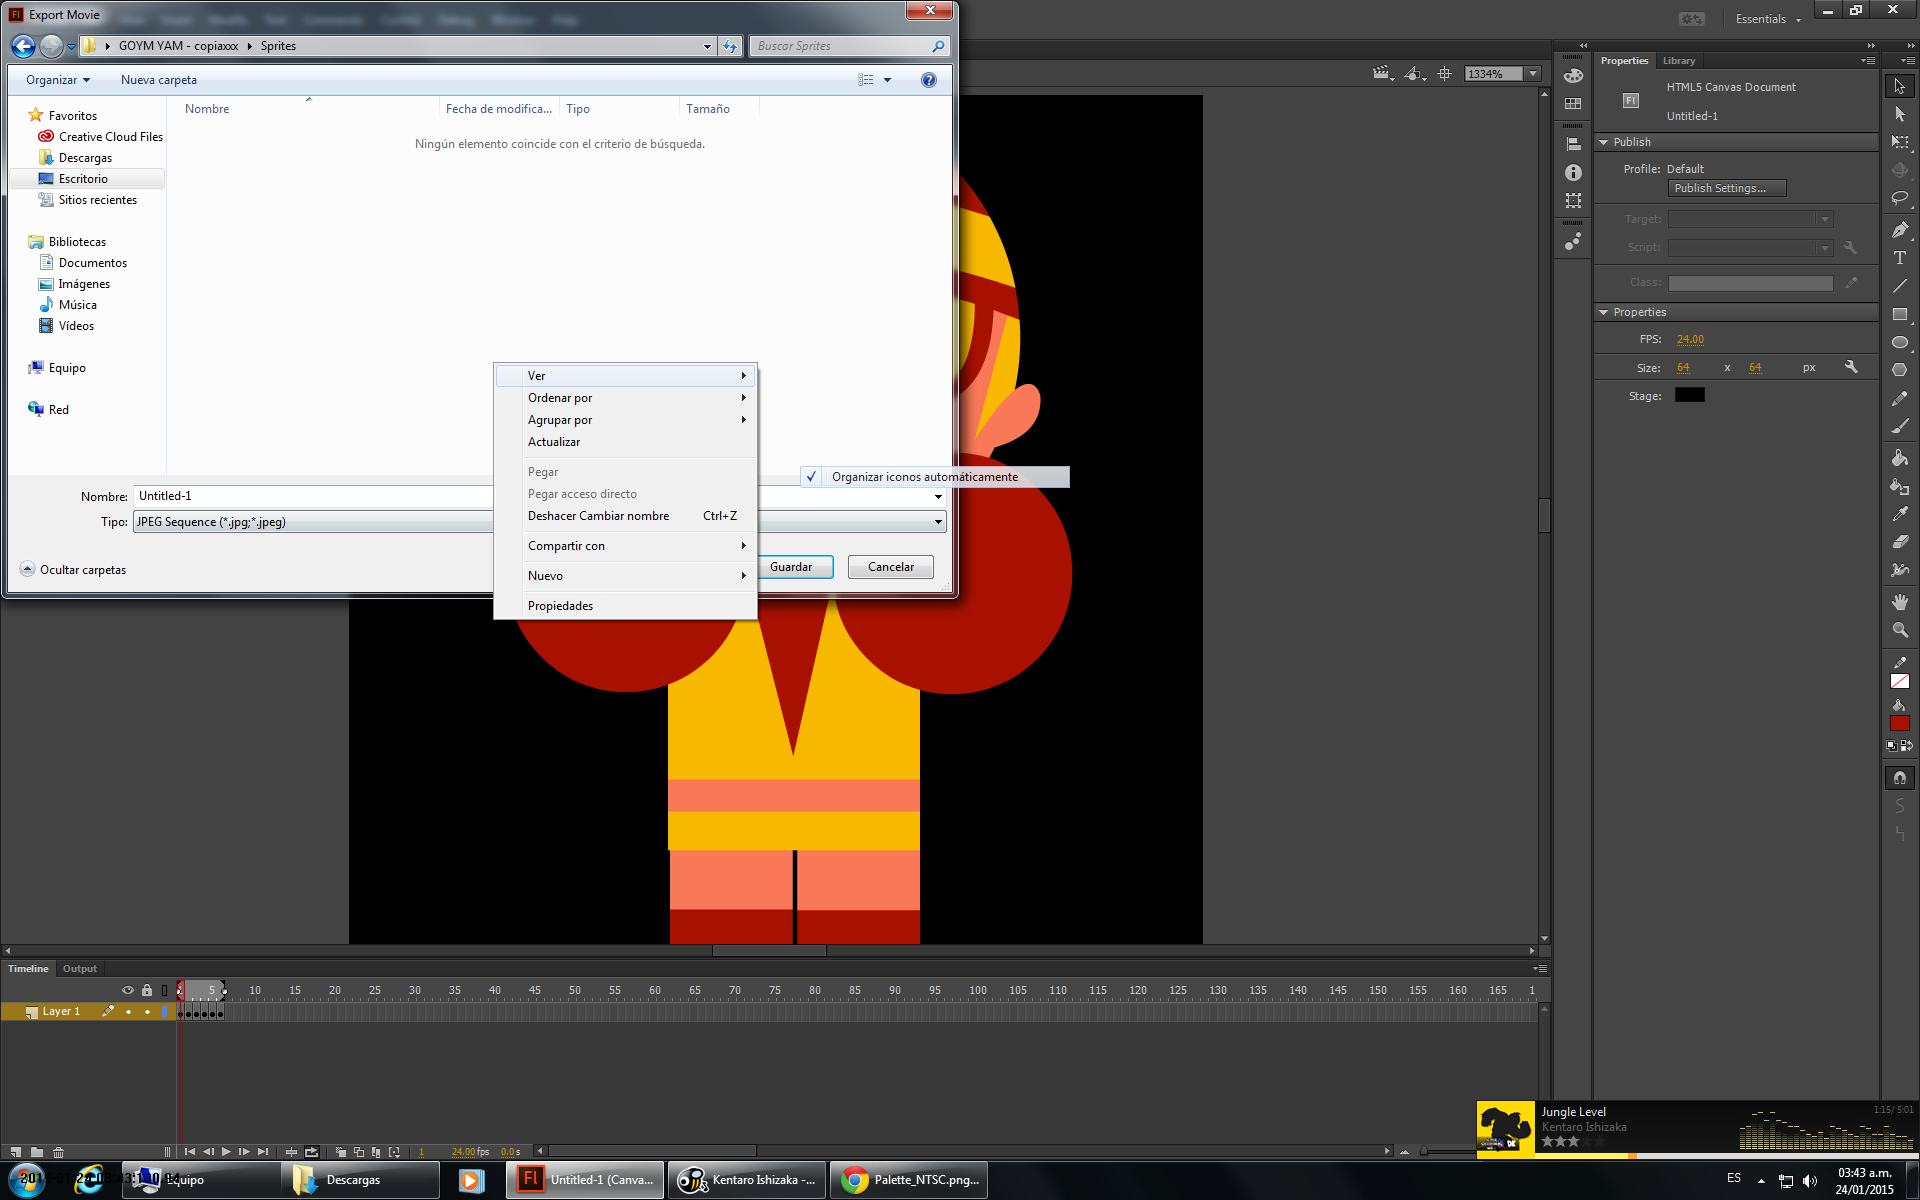 Export Movie
GOYM YAM - copiaxxx
Sprites
Buscar Sprites
Organizar
Nueva carpeta
Nombre
Fecha de modifica...
Tipo
Tamaño
Ningún elemento coincide con el criterio de búsqueda.
Favoritos
Creative Cloud Files
Descargas
Escritorio
Sitios recientes
Bibliotecas
Documentos
Imágenes
Música
Vídeos
Equipo
Red
Ver
Ordenar por
Agrupar por
Actualizar
Pegar
Pegar acceso directo
Deshacer Cambiar nombre Ctrl+Z
Compartir con
Nuevo
Propiedades
Organizar iconos automáticamente
Nombre: Untitled-1
Tipo: JPEG Sequence (*.jpg;*.jpeg)
Ocultar carpetas
Guardar
Cancelar
Essentials
1334%
Properties
Library
HTML5 Canvas Document
Fl
Untitled-1
Publish
Profile: Default
Publish Settings...
Target:
Script:
Class:
Properties
FPS: 24.00
Size: 64 x 64 px
Stage:
Timeline
Output
5 10 15 20 25 30 35 40 45 50 55 60 65 70 75 80 85 90 95 100 105 110 115 120 125 130 135 140 145 150 155 160 165 1
Layer 1
1 24.00 fps 0.0 s
Jungle Level
1:15/ 5:01
Kentaro Ishizaka
Equipo
Descargas
Fl
Untitled-1 (Canva...
Kentaro Ishizaka -...
Palette_NTSC.png...
ES
03:43 a.m.
24/01/2015